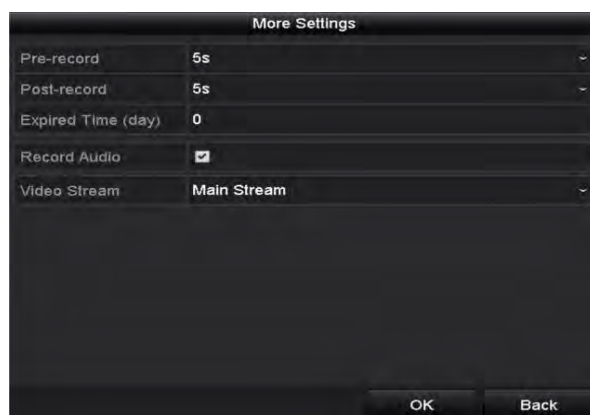 More Settings
Pre-record 5s
Post-record 5s
Expired Time (day) 0
Record Audio
Video Stream Main Stream
OK Back